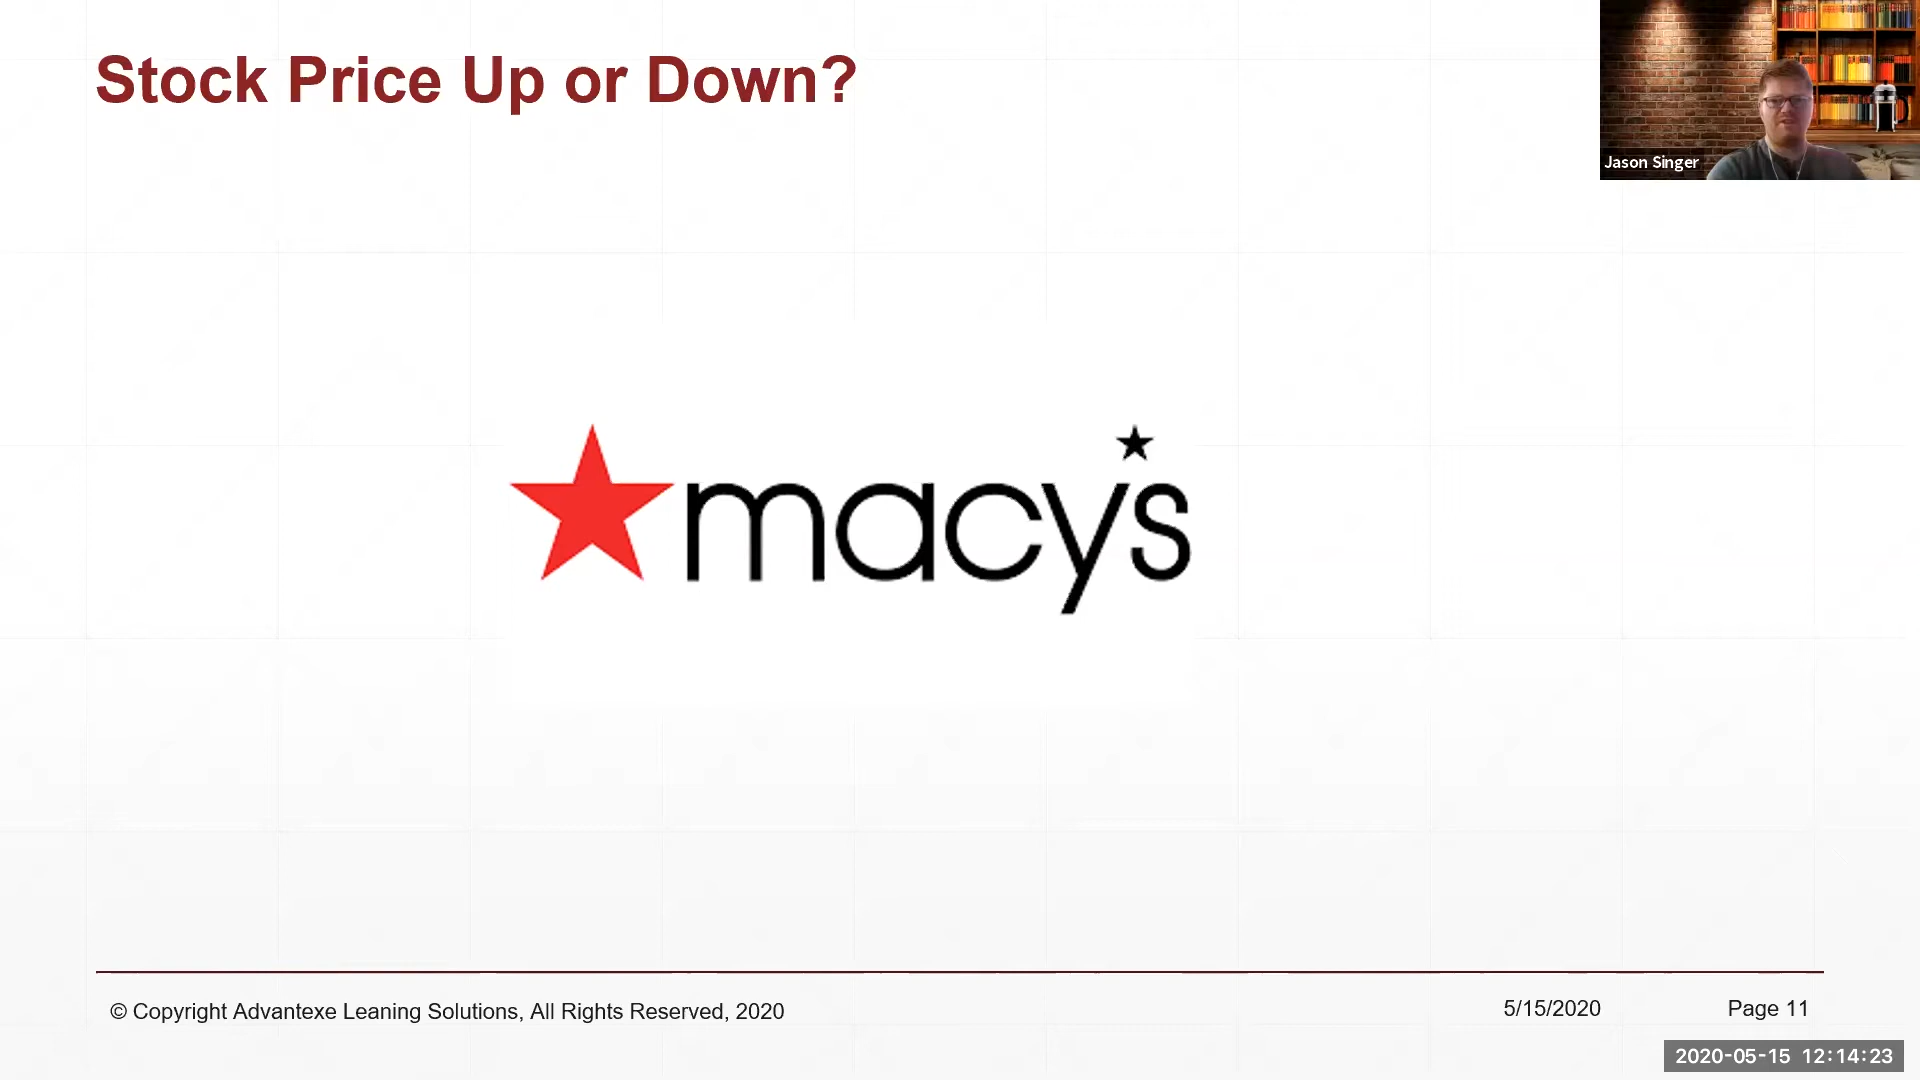 Stock Price Up or Down?
Jason Singer
macy's
© Copyright Advantexe Leaning Solutions, All Rights Reserved, 2020
5/15/2020
Page 11
2020-05-15 12:14:23